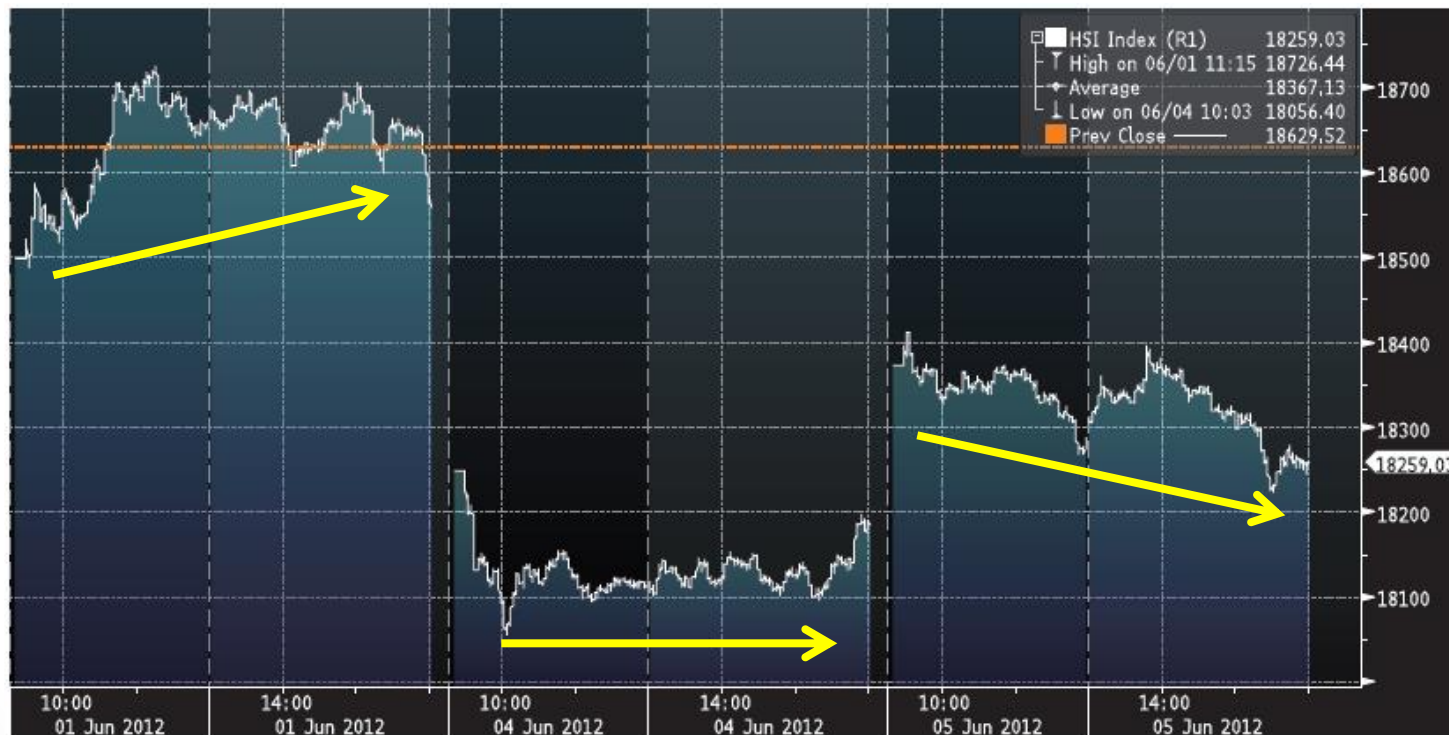 HSI Index (R1) 18259.03
High on 06/01 11:15 18726.44
Average 18367.13
Low on 06/04 10:03 18056.40
Prev Close 18629.52
18700
18600
18500
18400
18300
18259.03
18200
18100
10:00 14:00 10:00 14:00 10:00 14:00
01 Jun 2012 01 Jun 2012 04 Jun 2012 04 Jun 2012 05 Jun 2012 05 Jun 2012